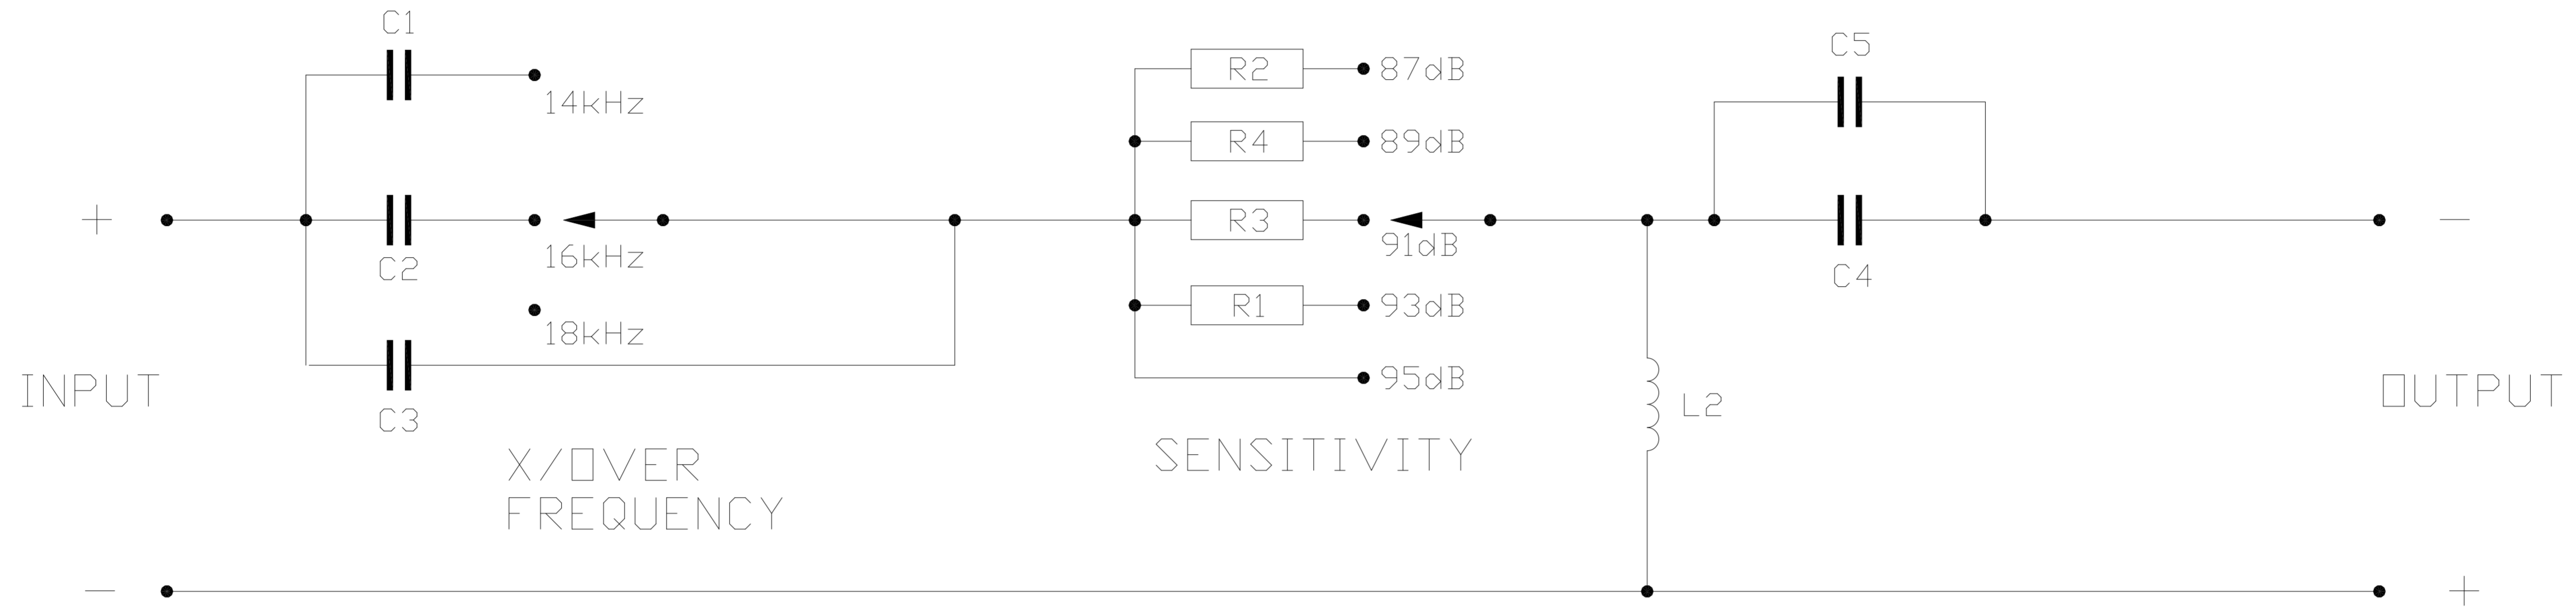 C1
14kHz
+
C2
16kHz
18kHz
C3
INPUT
X/OVER
FREQUENCY
−
R2
87dB
R4
89dB
R3
91dB
R1
93dB
95dB
SENSITIVITY
L2
C5
C4
−
OUTPUT
+